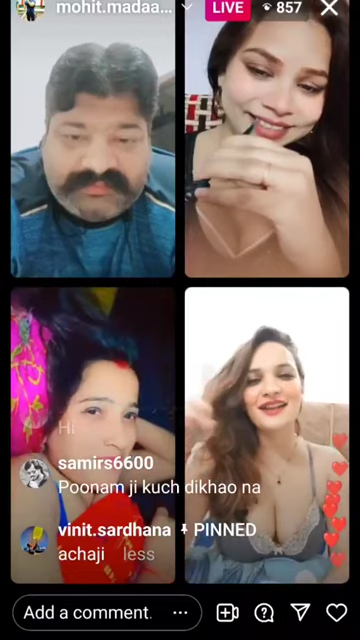 mohit.madaa...
LIVE
857
Hi
samirs6600
Poonam ji kuch dikhao na
vinit.sardhana PINNED
achaji less
Add a comment.